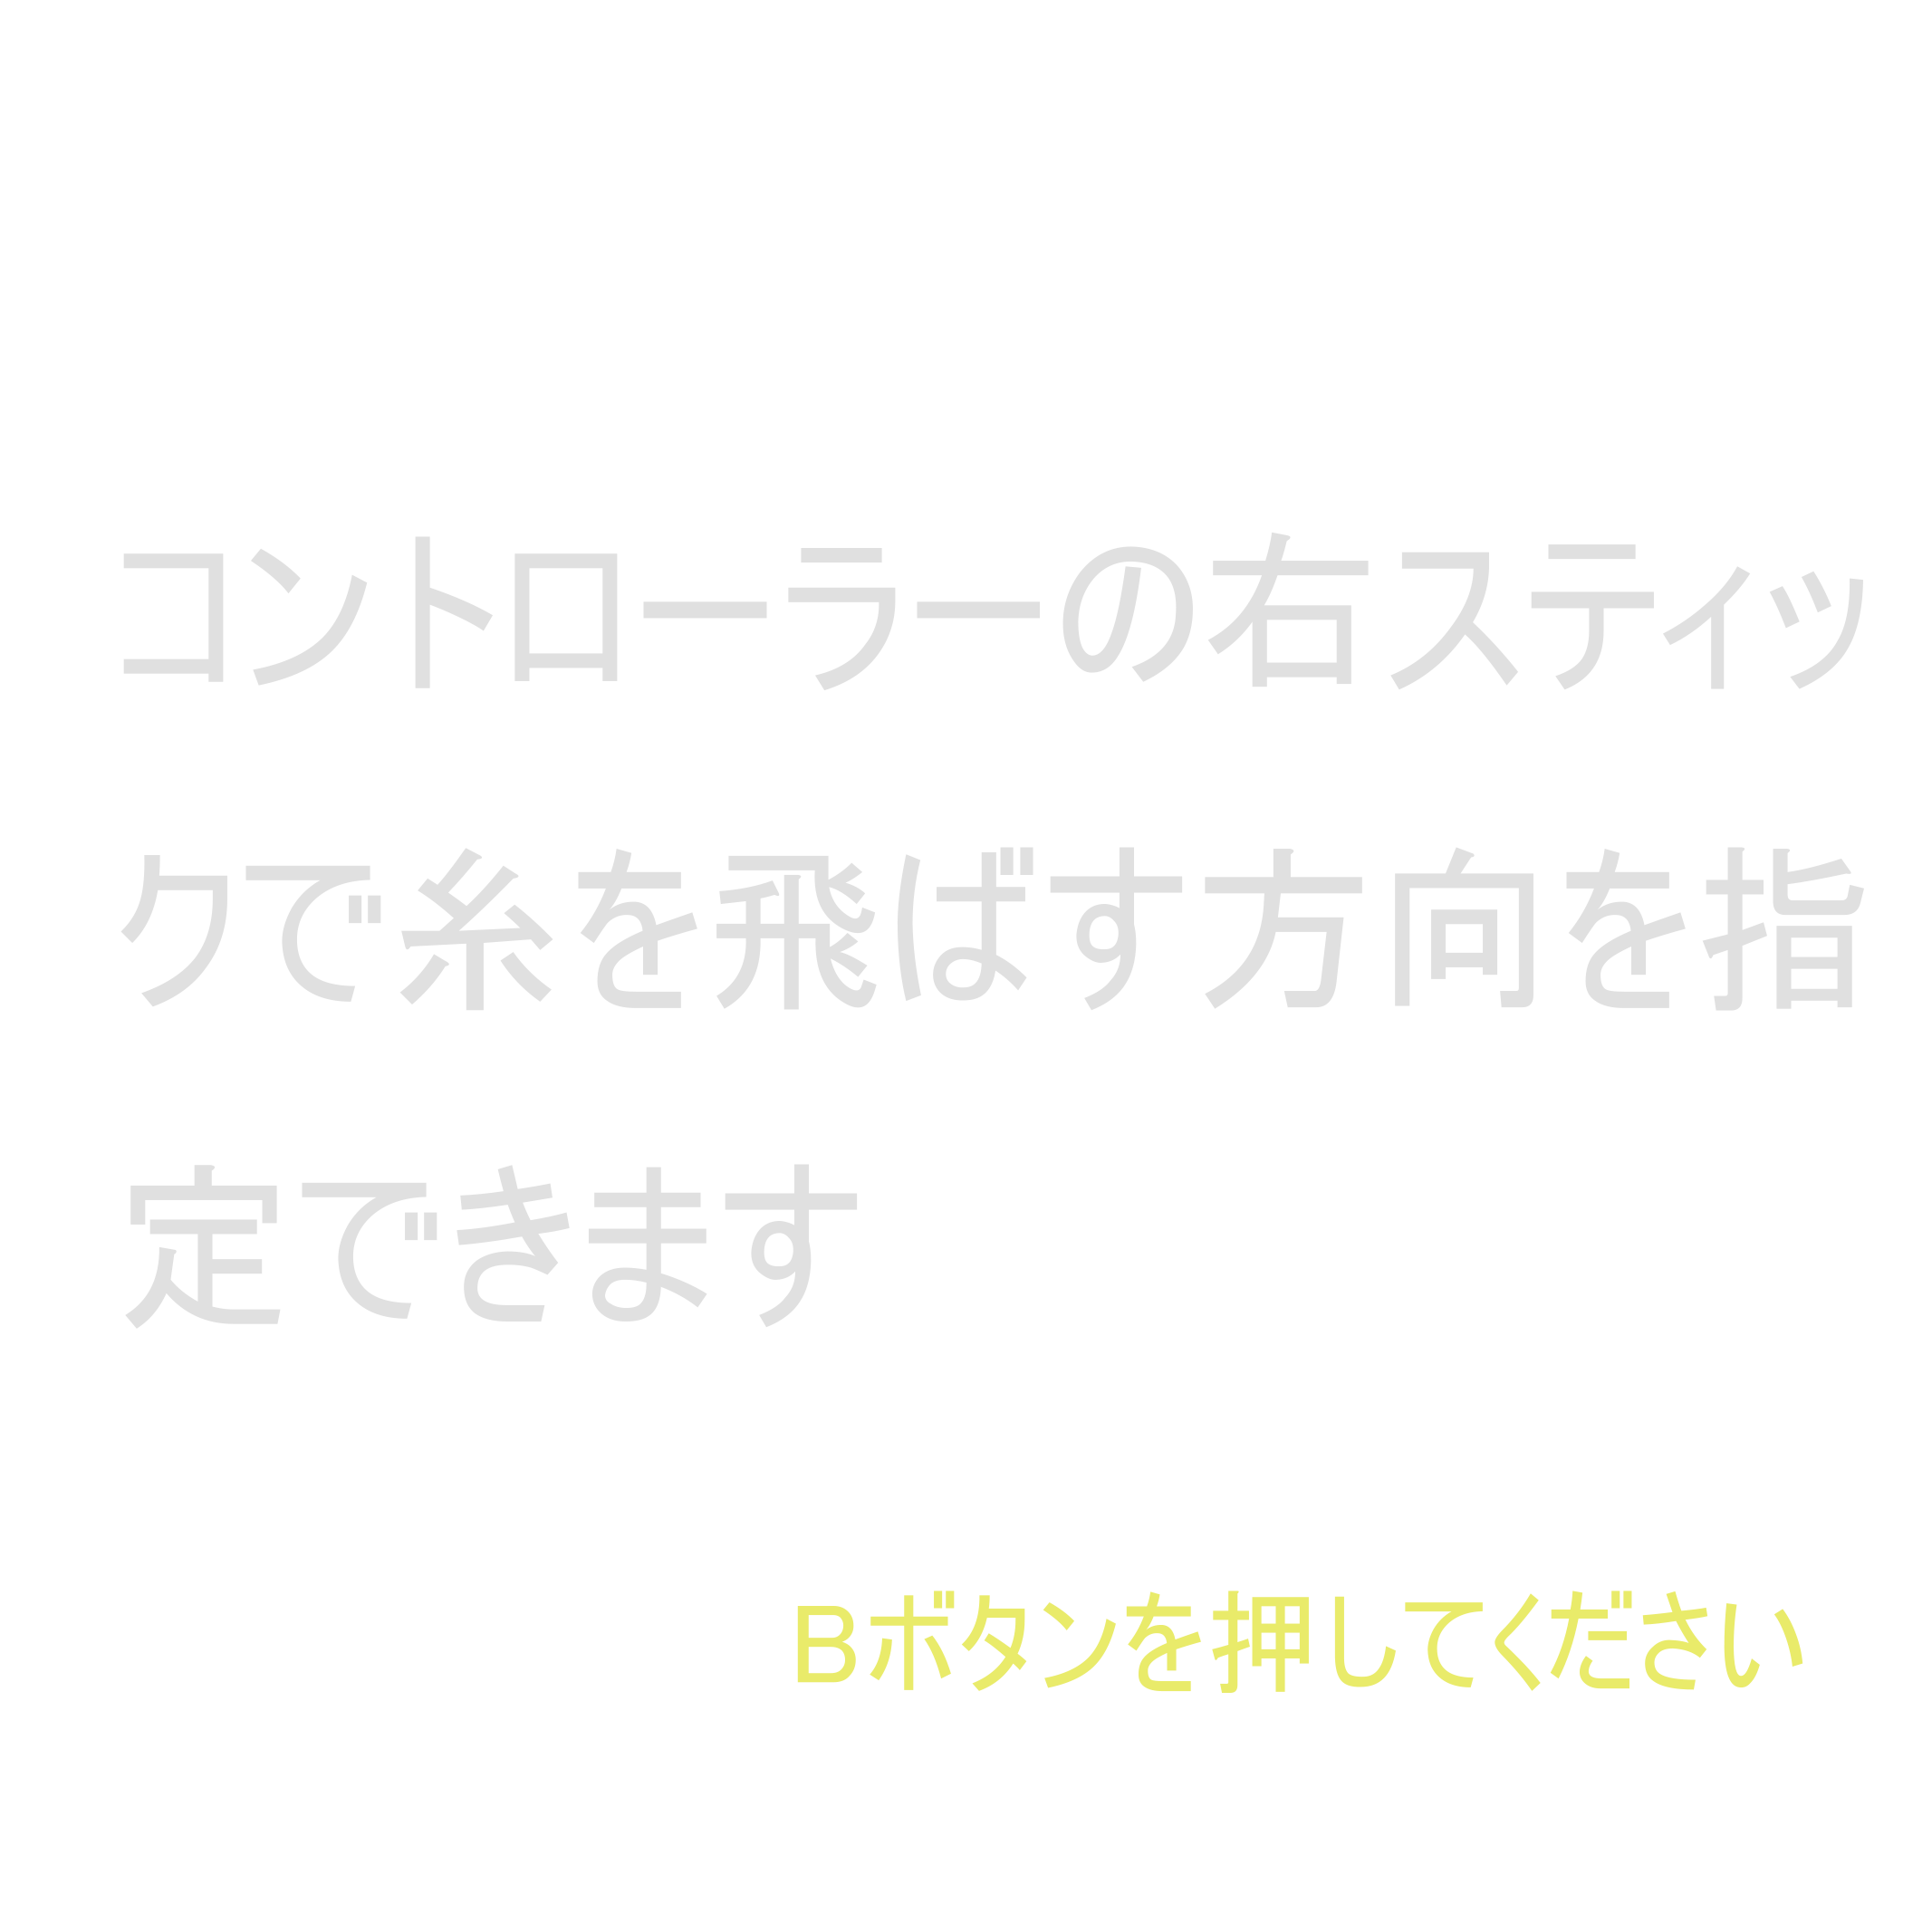 コントローラーの右スティッ
クで糸を飛ばす力向を指
定できます
Bボタンを押してください